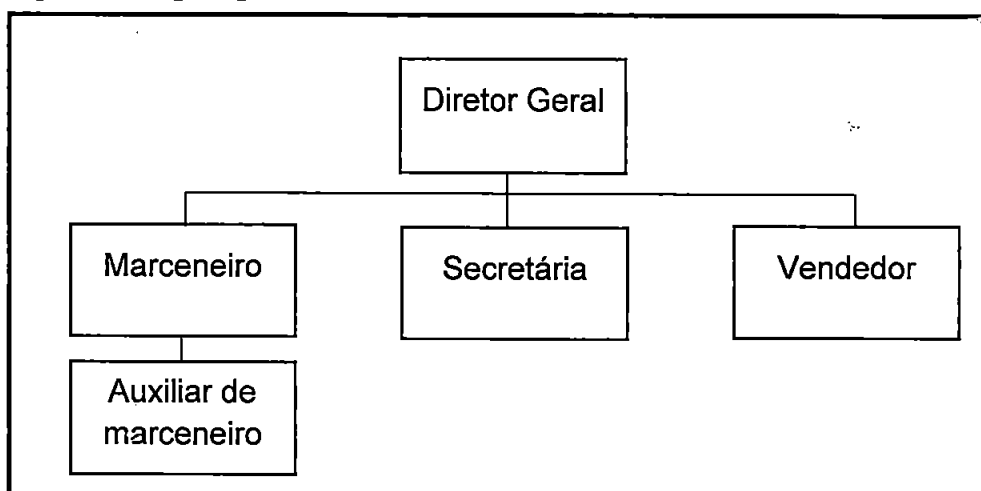 Diretor Geral
Marceneiro
Secretária
Vendedor
Auxiliar de
marceneiro